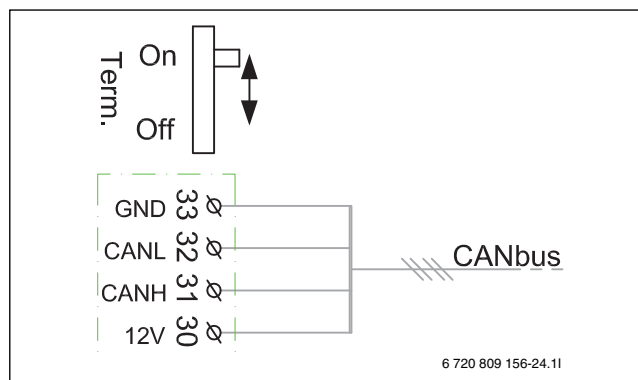 On
Term.
Off
GND 33
CANL 32
CANH 31
12V 30
CANbus
6 720 809 156-24.1I